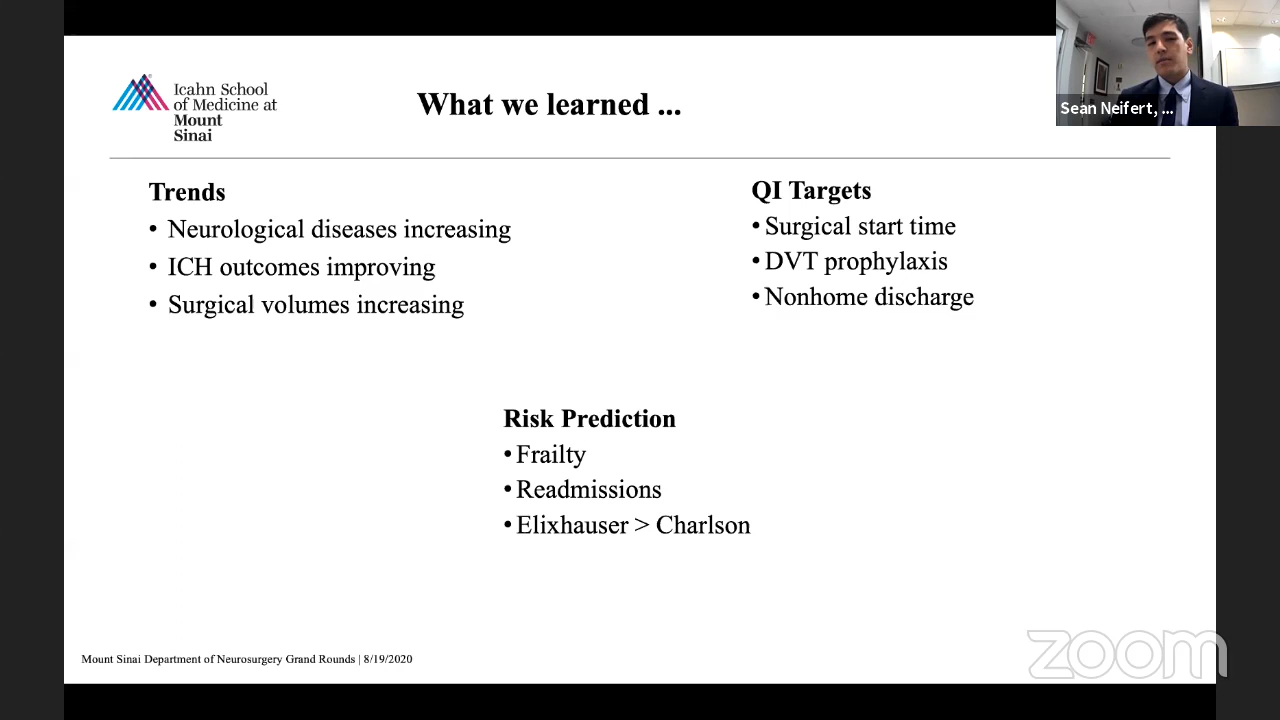 Icahn School
of Medicine at
Mount
Sinai
What we learned ...
Sean Neifert, ...
Trends
• Neurological diseases increasing
• ICH outcomes improving
• Surgical volumes increasing
QI Targets
• Surgical start time
• DVT prophylaxis
• Nonhome discharge
Risk Prediction
• Frailty
• Readmissions
• Elixhauser > Charlson
Mount Sinai Department of Neurosurgery Grand Rounds | 8/19/2020
zoom